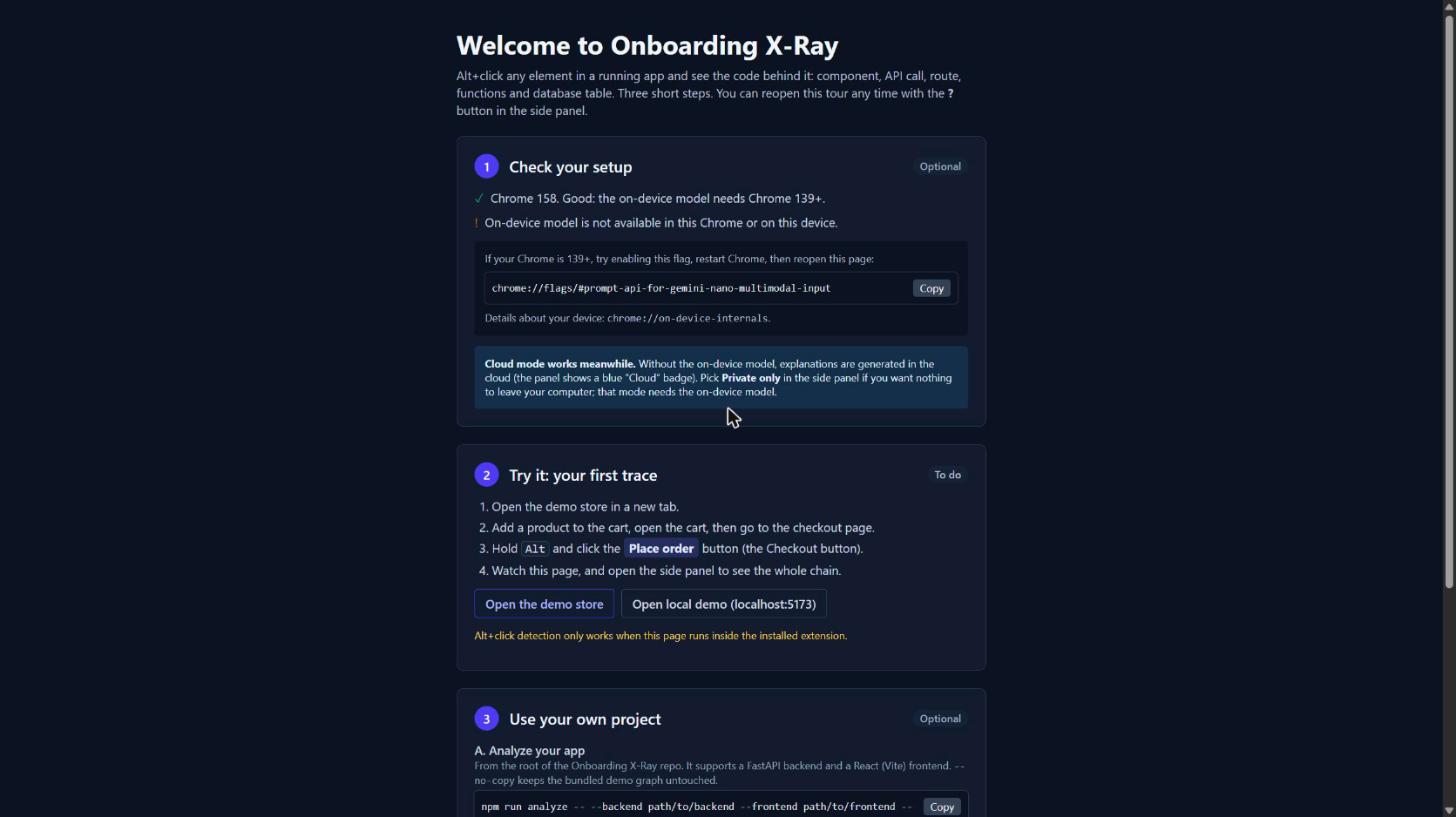 Welcome to Onboarding X-Ray
Alt+click any element in a running app and see the code behind it: component, API call, route,
functions and database table. Three short steps. You can reopen this tour any time with the ?
button in the side panel.
1 Check your setup Optional
✓ Chrome 158. Good: the on-device model needs Chrome 139+.
! On-device model is not available in this Chrome or on this device.
If your Chrome is 139+, try enabling this flag, restart Chrome, then reopen this page:
chrome://flags/#prompt-api-for-gemini-nano-multimodal-input Copy
Details about your device: chrome://on-device-internals.
Cloud mode works meanwhile. Without the on-device model, explanations are generated in the
cloud (the panel shows a blue "Cloud" badge). Pick Private only in the side panel if you want nothing
to leave your computer; that mode needs the on-device model.
2 Try it: your first trace To do
1. Open the demo store in a new tab.
2. Add a product to the cart, open the cart, then go to the checkout page.
3. Hold Alt and click the Place order button (the Checkout button).
4. Watch this page, and open the side panel to see the whole chain.
Open the demo store Open local demo (localhost:5173)
Alt+click detection only works when this page runs inside the installed extension.
3 Use your own project Optional
A. Analyze your app
From the root of the Onboarding X-Ray repo. It supports a FastAPI backend and a React (Vite) frontend. --
no-copy keeps the bundled demo graph untouched.
npm run analyze -- --backend path/to/backend --frontend path/to/frontend -- Copy